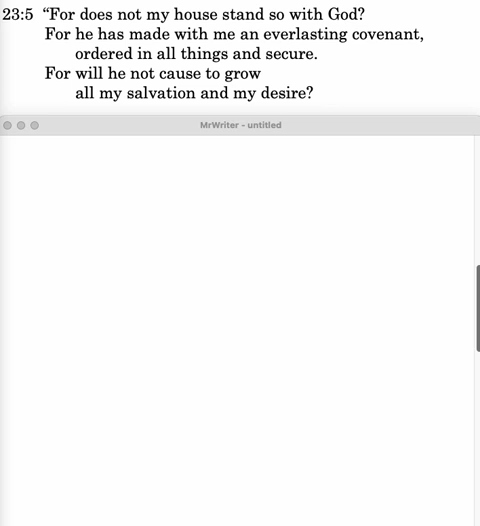 23:5 “For does not my house stand so with God?
For he has made with me an everlasting covenant,
ordered in all things and secure.
For will he not cause to grow
all my salvation and my desire?
MrWriter - untitled